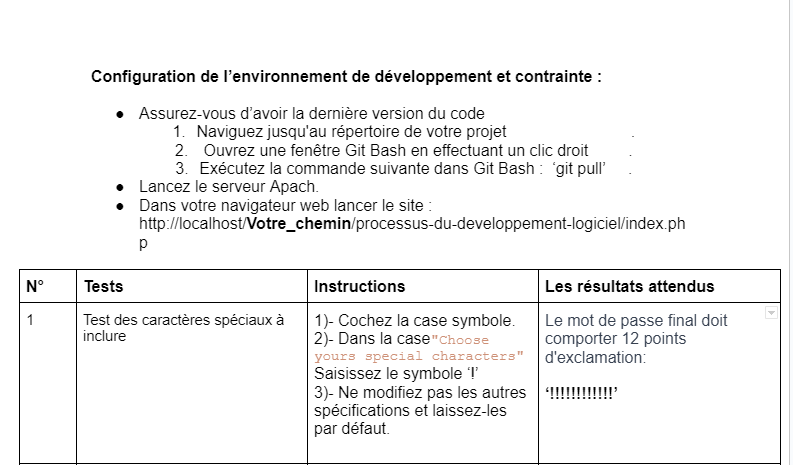 Configuration de l’environnement de développement et contrainte :
● Assurez-vous d’avoir la dernière version du code
1. Naviguez jusqu'au répertoire de votre projet .
2. Ouvrez une fenêtre Git Bash en effectuant un clic droit .
3. Exécutez la commande suivante dans Git Bash : ‘git pull’ .
● Lancez le serveur Apach.
● Dans votre navigateur web lancer le site :
http://localhost/Votre_chemin/processus-du-developpement-logiciel/index.ph
p
N° Tests Instructions Les résultats attendus
1
Test des caractères spéciaux à
inclure
1)- Cochez la case symbole.
2)- Dans la case"Choose
yours special characters"
Saisissez le symbole ‘!’
3)- Ne modifiez pas les autres
spécifications et laissez-les
par défaut.
Le mot de passe final doit
comporter 12 points
d'exclamation:
‘!!!!!!!!!!!!’